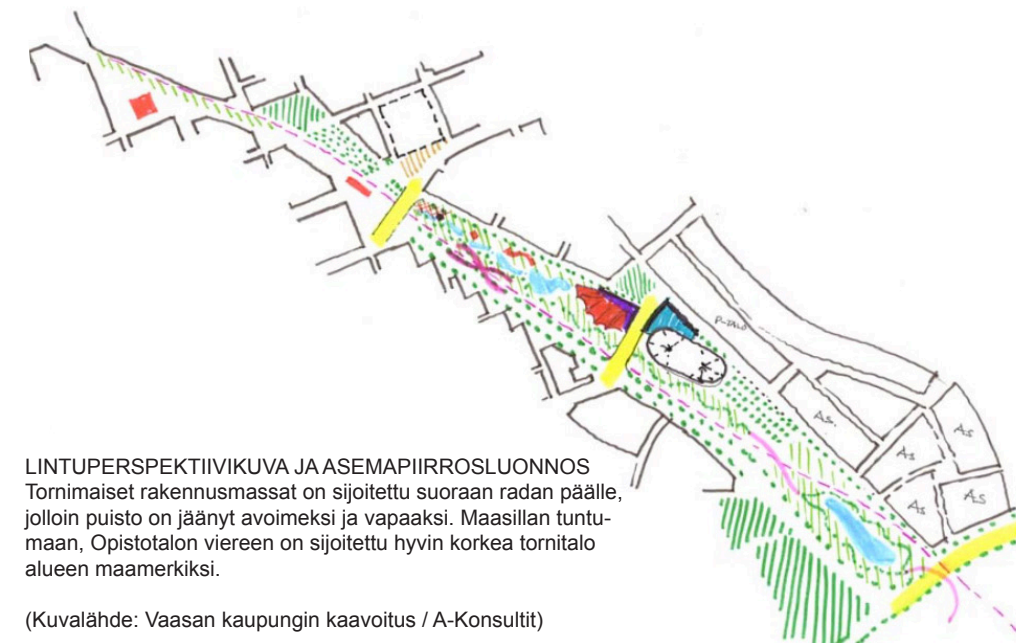 P-TALO
AS.
AS
AS
AS
AS
LINTUPERSPEKTIIVIKUVA JA ASEMAPIIRROSLUONNOS
Tornimaiset rakennusmassat on sijoitettu suoraan radan päälle,
jolloin puisto on jäänyt avoimeksi ja vapaaksi. Maasillan tuntu-
maan, Opistotalon viereen on sijoitettu hyvin korkea tornitalo
alueen maamerkiksi.
(Kuvalähde: Vaasan kaupungin kaavoitus / A-Konsultit)